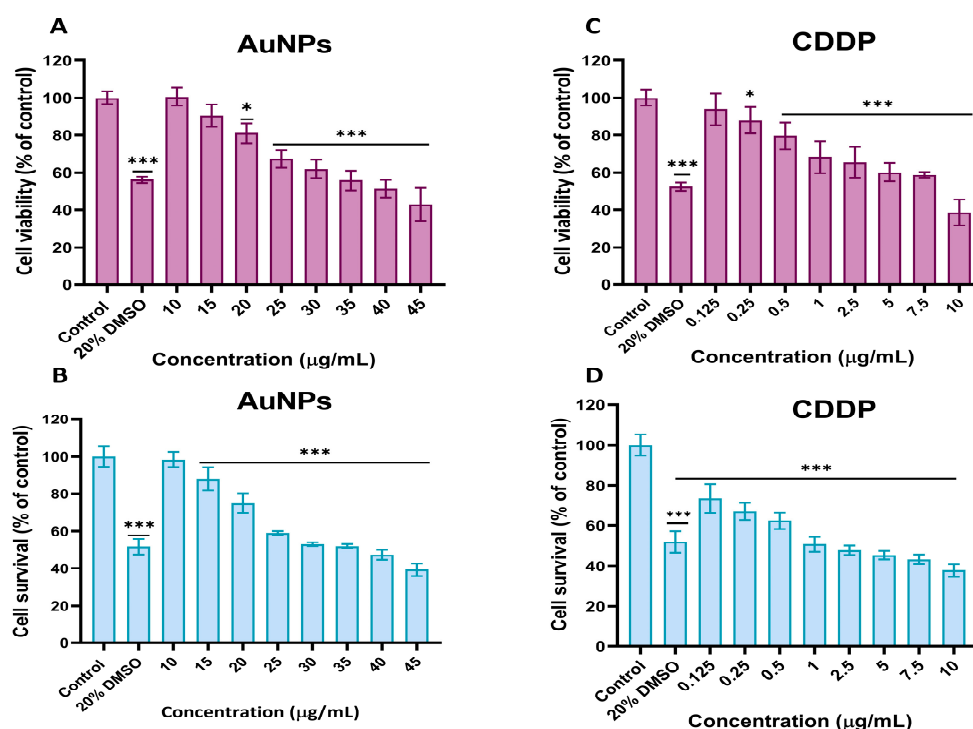 A
AuNPs
Cell viability (% of control)
120
100
80
60
40
20
0
***
*
***
Control
20% DMSO
10
15
20
25
30
35
40
45
Concentration (μg/mL)
C
CDDP
Cell viability (% of control)
120
100
80
60
40
20
0
***
*
***
Control
20% DMSO
0.125
0.25
0.5
1
2.5
5
7.5
10
Concentration (μg/mL)
B
AuNPs
Cell survival (% of control)
120
100
80
60
40
20
0
***
***
Control
20% DMSO
10
15
20
25
30
35
40
45
Concentration (μg/mL)
D
CDDP
Cell survival (% of control)
120
100
80
60
40
20
0
***
***
Control
20% DMSO
0.125
0.25
0.5
1
2.5
5
7.5
10
Concentration (μg/mL)